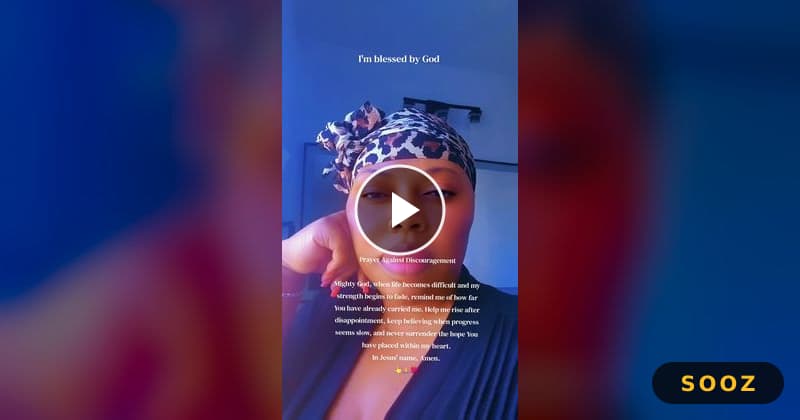 I'm blessed by God
Prayer Against Discouragement
Mighty God, when life becomes difficult and my
strength begins to fade, remind me of how far
You have already carried me. Help me rise after
disappointment, keep believing when progress
seems slow, and never surrender the hope You
have placed within my heart.
In Jesus' name, Amen.
SOOZ